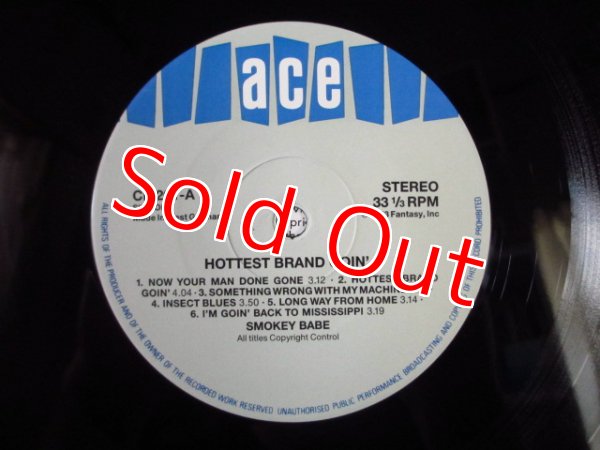 ace
STEREO
33 1/3 RPM
Fantasy, Inc
Sold Out
HOTTEST BRAND
1. NOW YOUR MAN DONE GONE 3.12 · 2.
GOIN' 4.04 · 3. SOMETHING WRONG WITH MY
4. INSECT BLUES 3.50 · 5. LONG WAY FROM HOME 3.14 ·
6. I'M GOIN' BACK TO MISSISSIPPI 3.19
SMOKEY BABE
All titles Copyright Control
ALL RIGHTS OF THE PRODUCER AND OF THE OWNER OF THE RECORDED WORK RESERVED UNAUTHORISED PUBLIC PERFORMANCE BROADCASTING AND COPYING OF THIS RECORD PROHIBITED